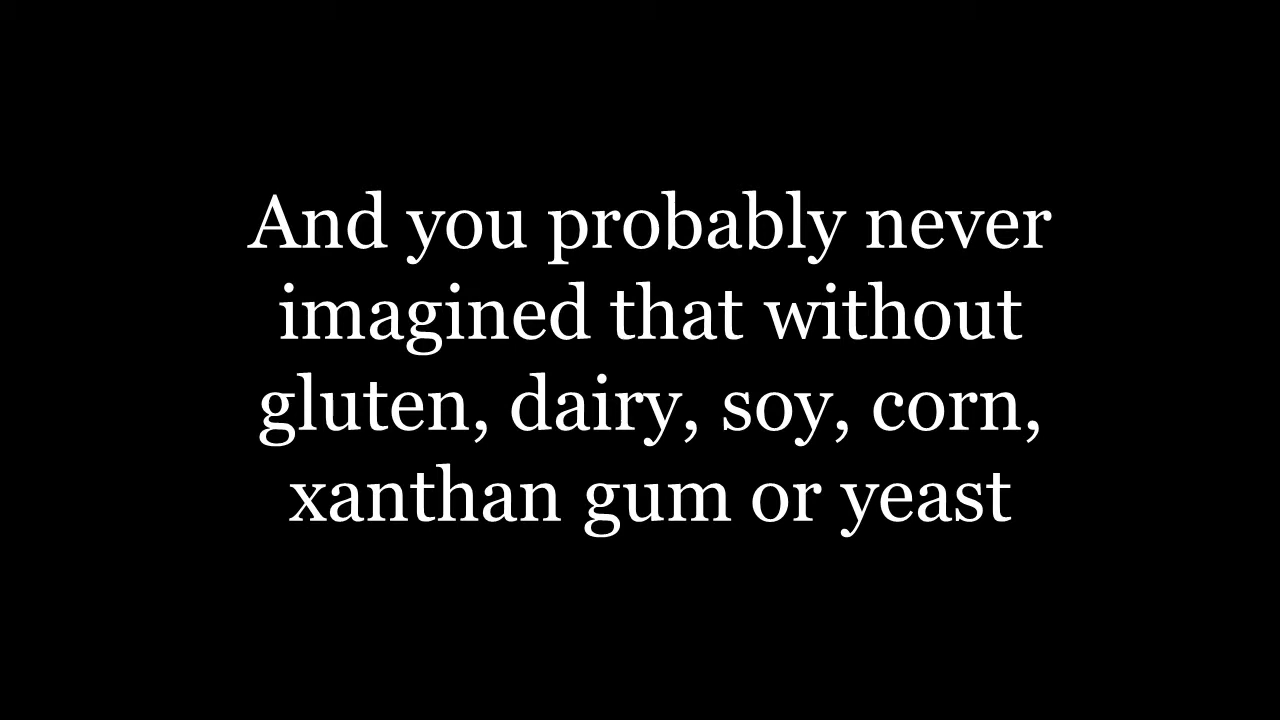 And you probably never
imagined that without
gluten, dairy, soy, corn,
xanthan gum or yeast